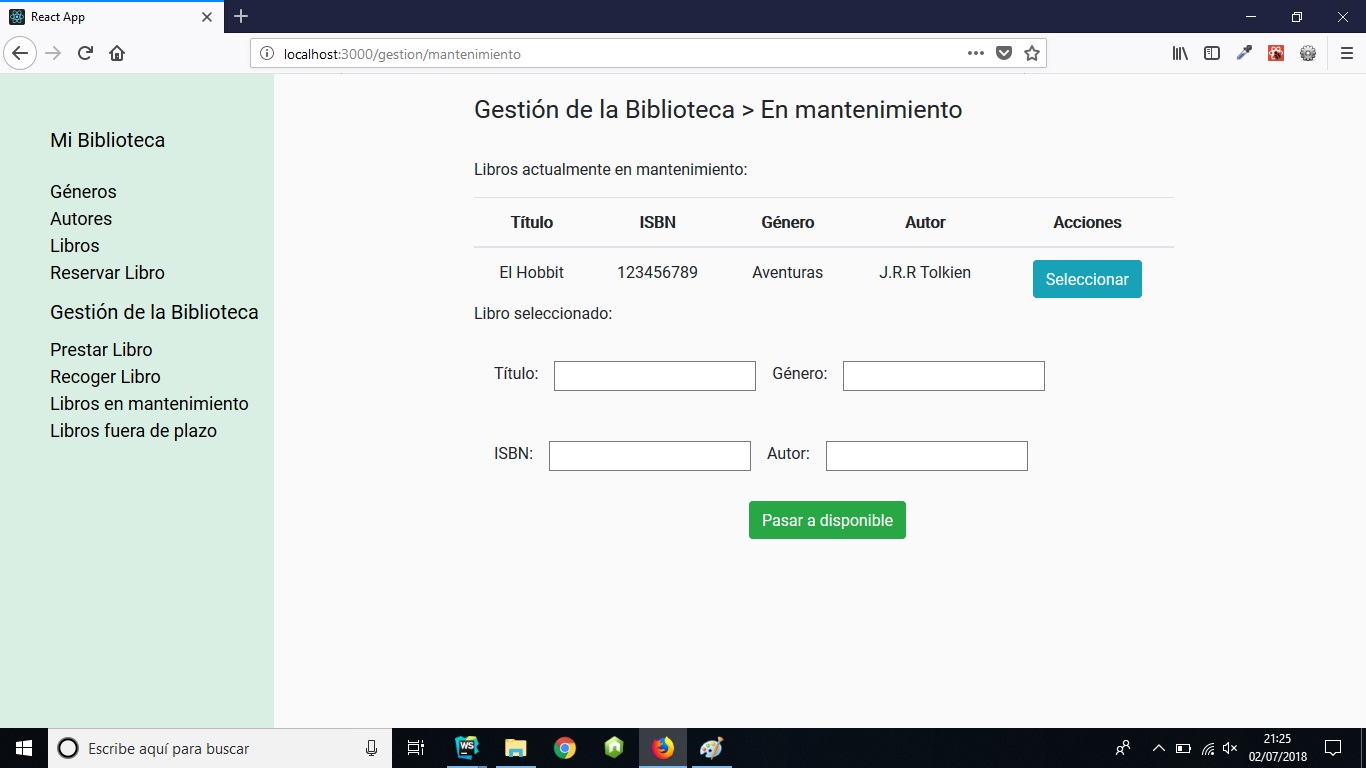 React App
localhost:3000/gestion/mantenimiento
Mi Biblioteca
Géneros
Autores
Libros
Reservar Libro
Gestión de la Biblioteca
Prestar Libro
Recoger Libro
Libros en mantenimiento
Libros fuera de plazo
Gestión de la Biblioteca > En mantenimiento
Libros actualmente en mantenimiento:
Título ISBN Género Autor Acciones
El Hobbit 123456789 Aventuras J.R.R Tolkien Seleccionar
Libro seleccionado:
Título: Género:
ISBN: Autor:
Pasar a disponible
Escribe aquí para buscar
WS
21:25
02/07/2018